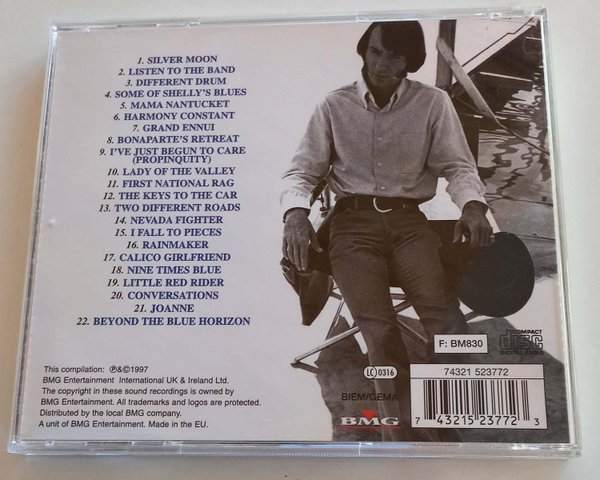 1. SILVER MOON
2. LISTEN TO THE BAND
3. DIFFERENT DRUM
4. SOME OF SHELLY'S BLUES
5. MAMA NANTUCKET
6. HARMONY CONSTANT
7. GRAND ENNUI
8. BONAPARTE'S RETREAT
9. I'VE JUST BEGUN TO CARE
(PROPINQUITY)
10. LADY OF THE VALLEY
11. FIRST NATIONAL RAG
12. THE KEYS TO THE CAR
13. TWO DIFFERENT ROADS
14. NEVADA FIGHTER
15. I FALL TO PIECES
16. RAINMAKER
17. CALICO GIRLFRIEND
18. NINE TIMES BLUE
19. LITTLE RED RIDER
20. CONVERSATIONS
21. JOANNE
22. BEYOND THE BLUE HORIZON
This compilation: ℗&©1997
BMG Entertainment International UK & Ireland Ltd.
The copyright in these sound recordings is owned by
BMG Entertainment. All trademarks and logos are protected.
Distributed by the local BMG company.
A unit of BMG Entertainment. Made in the EU.
F: BM830
COMPACT
disc
DIGITAL AUDIO
LC 0316
BIEM/GEMA
BMG
74321 523772
7 43215 23772 3